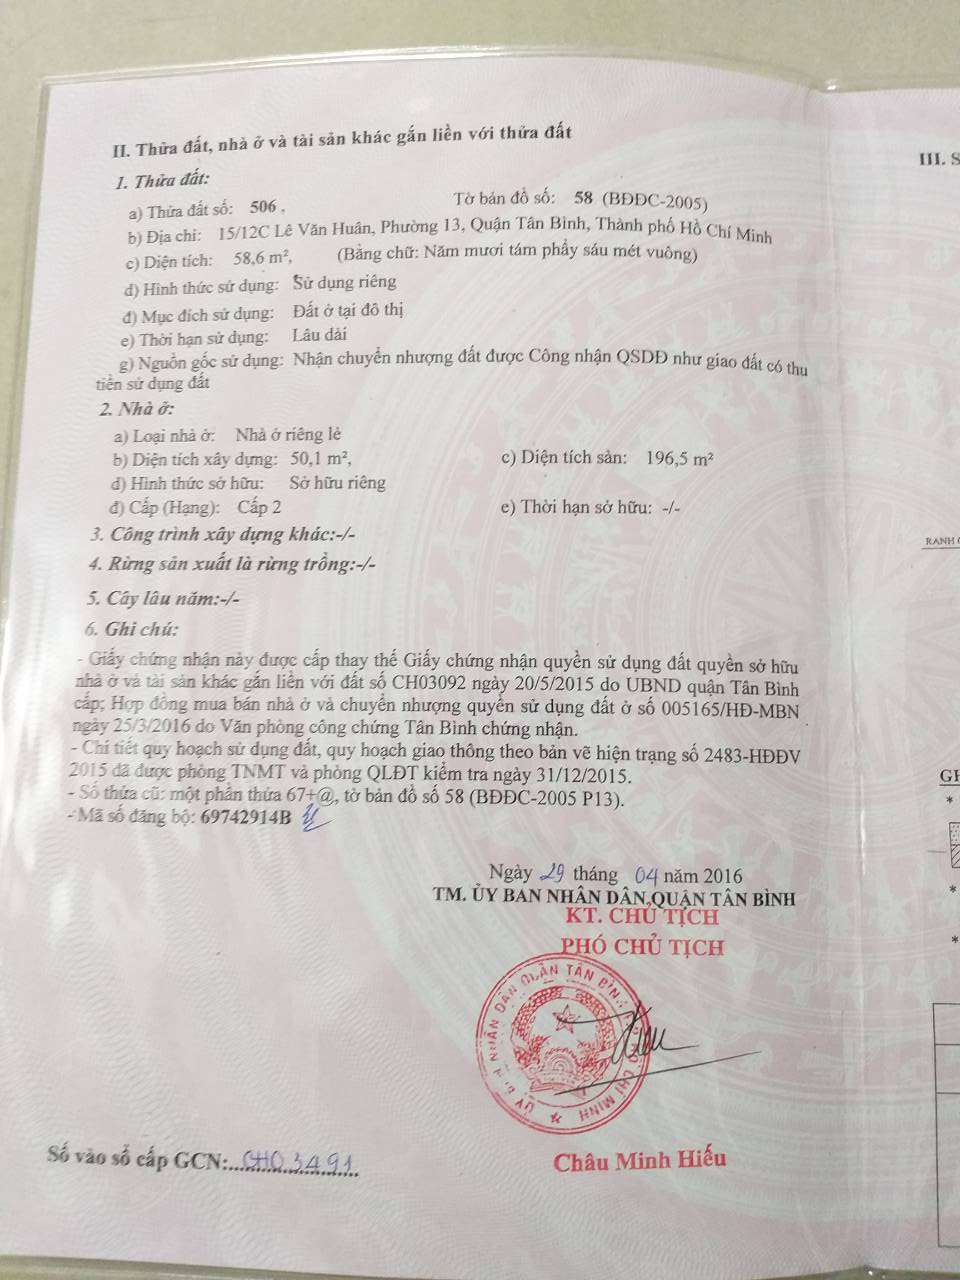 II. Thửa đất, nhà ở và tài sản khác gắn liền với thửa đất
1. Thửa đất:
a) Thửa đất số: 506 , Tờ bản đồ số: 58 (BĐĐC-2005)
b) Địa chỉ: 15/12C Lê Văn Huân, Phường 13, Quận Tân Bình, Thành phố Hồ Chí Minh
c) Diện tích: 58,6 m², (Bằng chữ: Năm mươi tám phẩy sáu mét vuông)
d) Hình thức sử dụng: Sử dụng riêng
đ) Mục đích sử dụng: Đất ở tại đô thị
e) Thời hạn sử dụng: Lâu dài
g) Nguồn gốc sử dụng: Nhận chuyển nhượng đất được Công nhận QSDĐ như giao đất có thu
tiền sử dụng đất
2. Nhà ở:
a) Loại nhà ở: Nhà ở riêng lẻ
b) Diện tích xây dựng: 50,1 m², c) Diện tích sàn: 196,5 m²
d) Hình thức sở hữu: Sở hữu riêng
đ) Cấp (Hạng): Cấp 2 e) Thời hạn sở hữu: -/-
3. Công trình xây dựng khác:-/-
4. Rừng sản xuất là rừng trồng:-/-
5. Cây lâu năm:-/-
6. Ghi chú:
- Giấy chứng nhận này được cấp thay thế Giấy chứng nhận quyền sử dụng đất quyền sở hữu
nhà ở và tài sản khác gắn liền với đất số CH03092 ngày 20/5/2015 do UBND quận Tân Bình
cấp; Hợp đồng mua bán nhà ở và chuyển nhượng quyền sử dụng đất ở số 005165/HĐ-MBN
ngày 25/3/2016 do Văn phòng công chứng Tân Bình chứng nhận.
- Chi tiết quy hoạch sử dụng đất, quy hoạch giao thông theo bản vẽ hiện trạng số 2483-HĐĐV
2015 đã được phòng TNMT và phòng QLĐT kiểm tra ngày 31/12/2015.
- Số thửa cũ: một phần thửa 67+@, tờ bản đồ số 58 (BĐĐC-2005 P13).
- Mã số đăng bộ: 69742914B
Ngày 29 tháng 04 năm 2016
TM. ỦY BAN NHÂN DÂN QUẬN TÂN BÌNH
KT. CHỦ TỊCH
PHÓ CHỦ TỊCH
Châu Minh Hiếu
Số vào sổ cấp GCN:...CH03491
III. S
RANH
GH
*
*
*